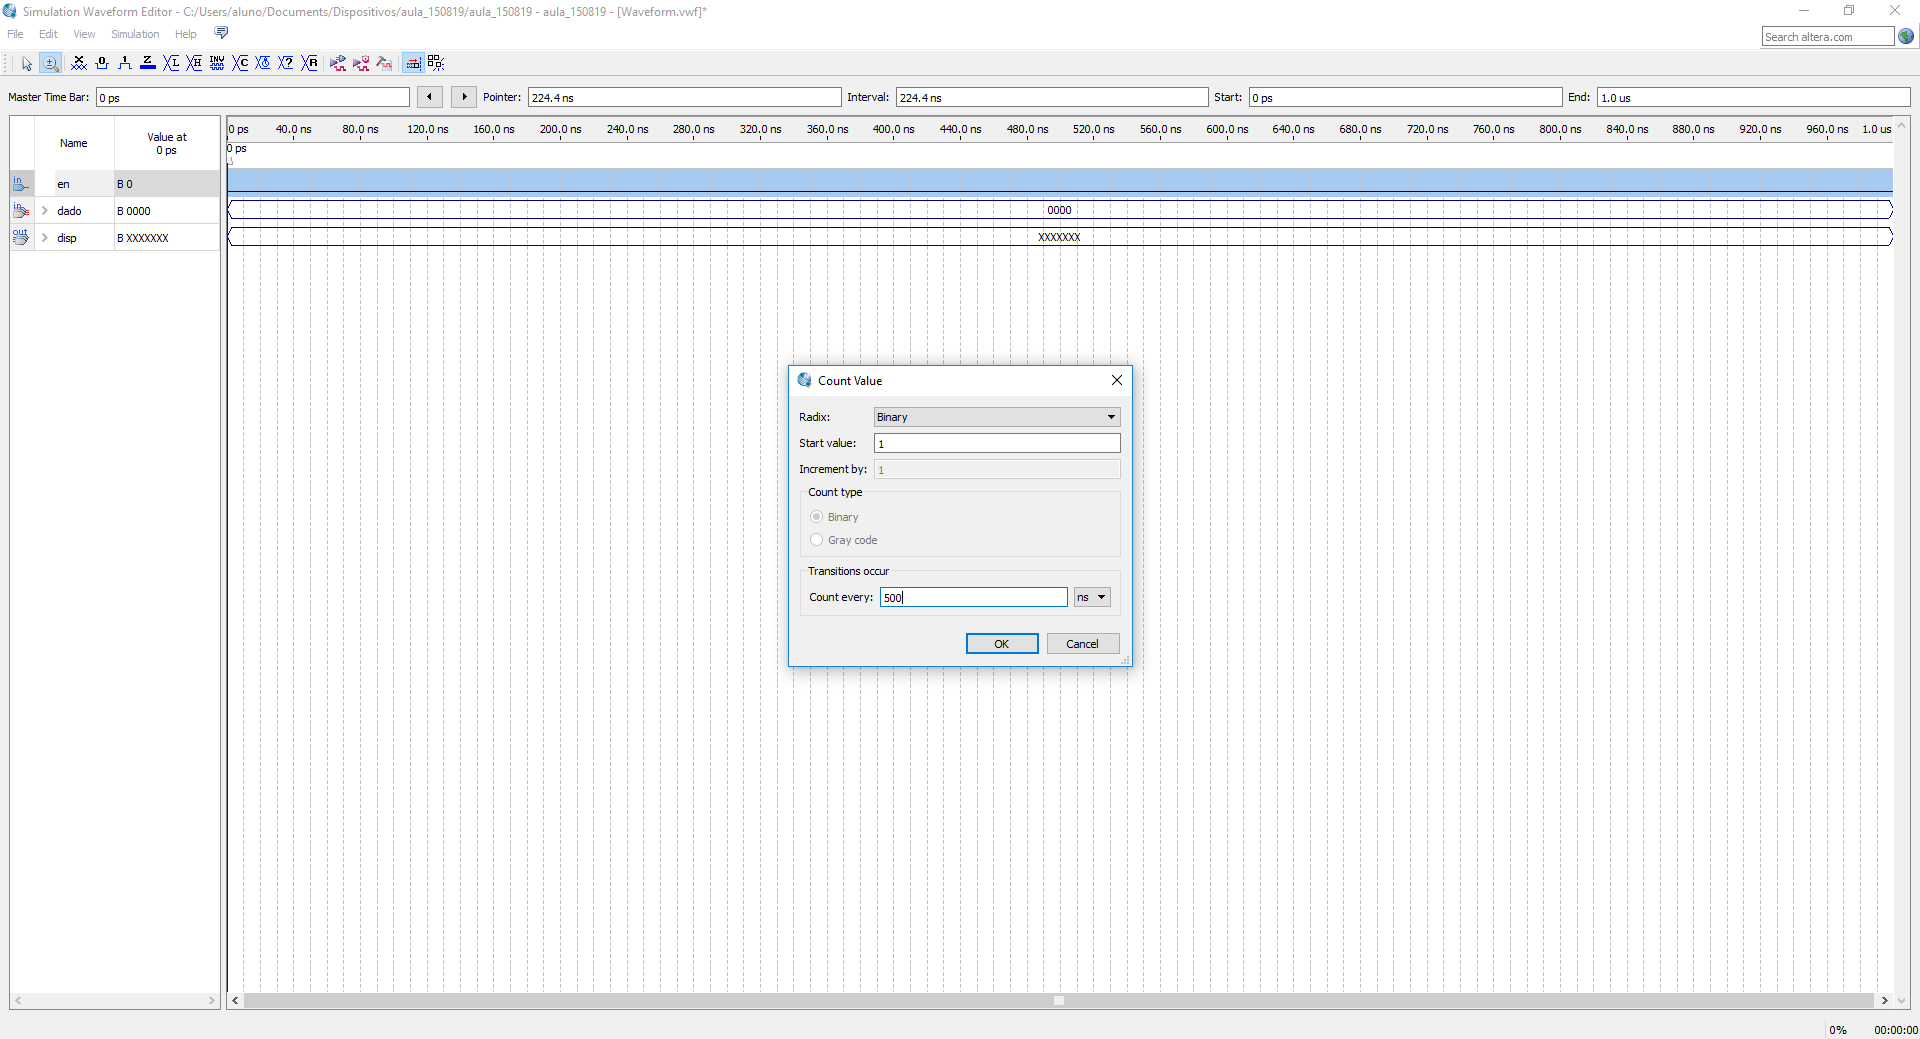 Simulation Waveform Editor - C:/Users/aluno/Documents/Dispositivos/aula_150819/aula_150819 - aula_150819 - [Waveform.vwf]*
File Edit View Simulation Help
Search altera.com
Master Time Bar: 0 ps Pointer: 224.4 ns Interval: 224.4 ns Start: 0 ps End: 1.0 us
Name Value at
0 ps
0 ps 40.0 ns 80.0 ns 120.0 ns 160.0 ns 200.0 ns 240.0 ns 280.0 ns 320.0 ns 360.0 ns 400.0 ns 440.0 ns 480.0 ns 520.0 ns 560.0 ns 600.0 ns 640.0 ns 680.0 ns 720.0 ns 760.0 ns 800.0 ns 840.0 ns 880.0 ns 920.0 ns 960.0 ns 1.0 us
0 ps
in en B 0
in dado B 0000 0000
out disp B XXXXXXX XXXXXXX
Count Value
Radix: Binary
Start value: 1
Increment by: 1
Count type
Binary
Gray code
Transitions occur
Count every: 500 ns
OK Cancel
0% 00:00:00